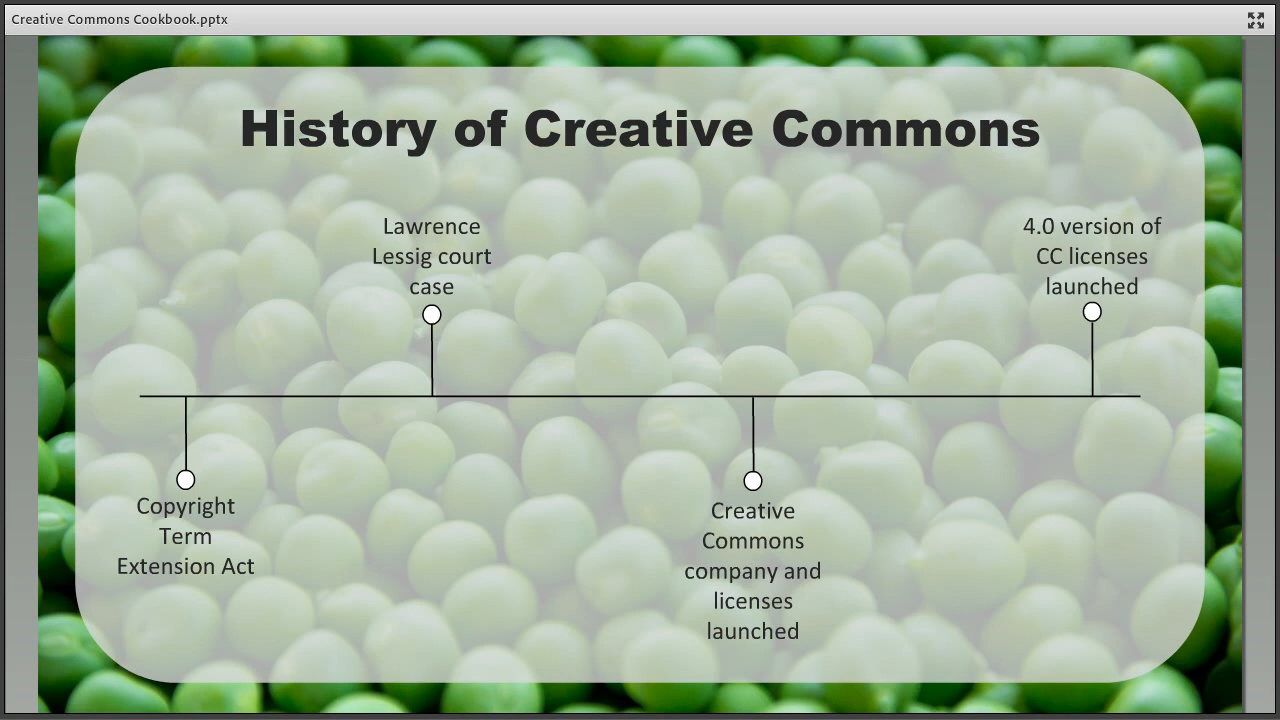 Creative Commons Cookbook.pptx
History of Creative Commons
Lawrence
Lessig court
case
4.0 version of
CC licenses
launched
Copyright
Term
Extension Act
Creative
Commons
company and
licenses
launched